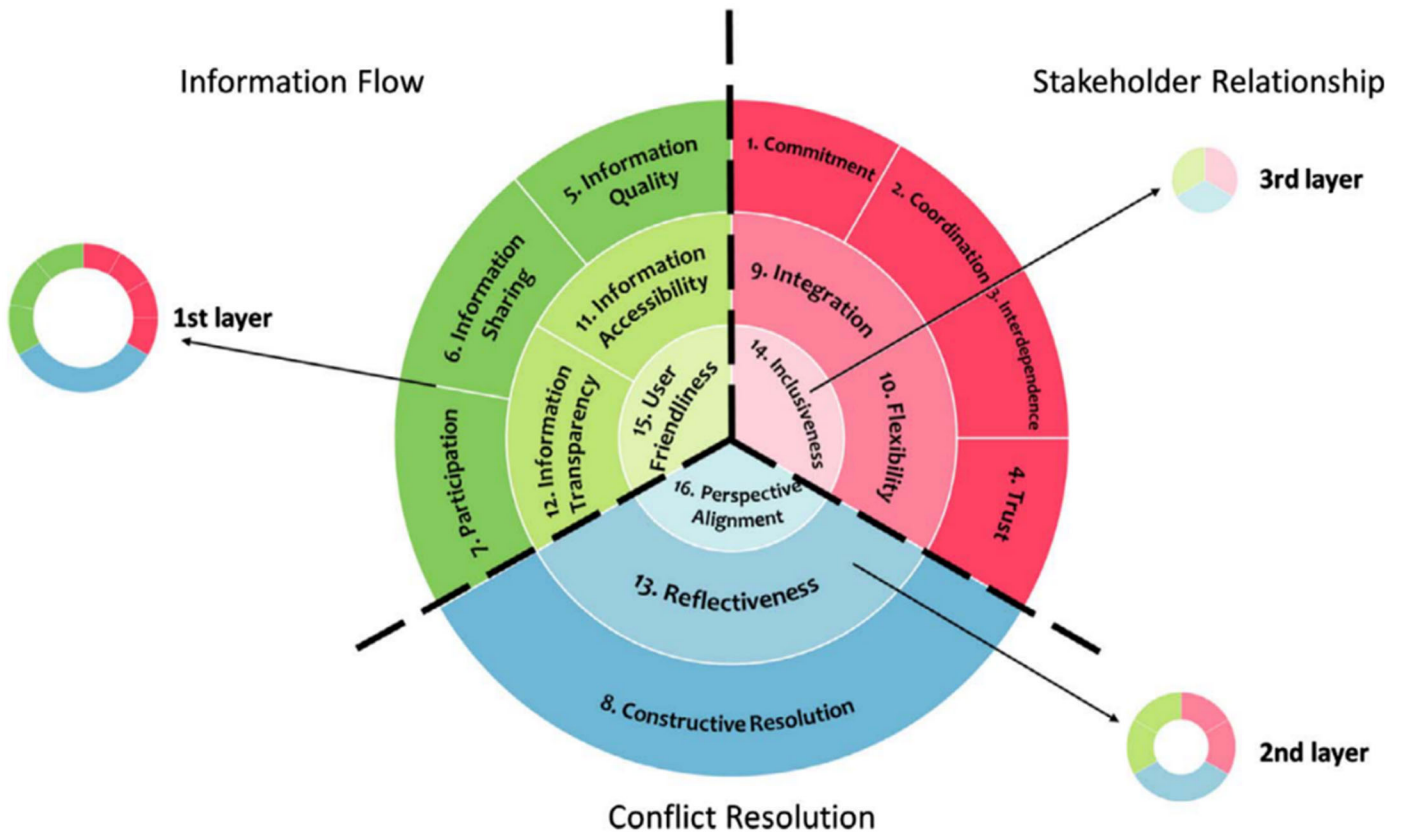 Information Flow
Stakeholder Relationship
1. Commitment
2. Coordination
3. Interdependence
4. Trust
5. Information
Quality
6. Information
Sharing
7. Participation
8. Constructive Resolution
9. Integration
10. Flexibility
11. Information
Accessibility
12. Information
Transparency
13. Reflectiveness
14. Inclusiveness
15. User
Friendliness
16. Perspective
Alignment
1st layer
3rd layer
2nd layer
Conflict Resolution